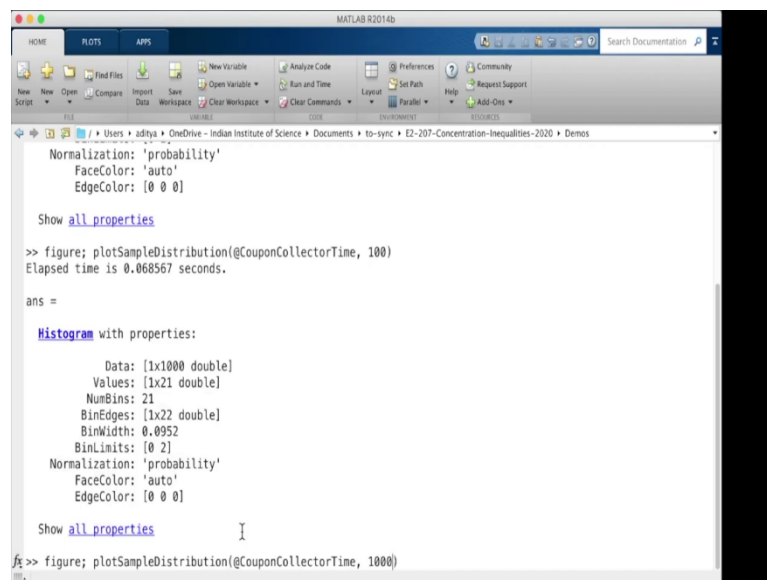 MATLAB R2014b
HOME PLOTS APPS
Search Documentation
New Script
New
Open
Find Files
Compare
Import Data
Save Workspace
New Variable
Open Variable
Clear Workspace
Analyze Code
Run and Time
Clear Commands
Layout
Preferences
Set Path
Parallel
Help
Community
Request Support
Add-Ons
FILE VARIABLE CODE ENVIRONMENT RESOURCES
/ ▸ Users ▸ aditya ▸ OneDrive - Indian Institute of Science ▸ Documents ▸ to-sync ▸ E2-207-Concentration-Inequalities-2020 ▸ Demos
Normalization: 'probability'
FaceColor: 'auto'
EdgeColor: [0 0 0]
Show all properties
>> figure; plotSampleDistribution(@CouponCollectorTime, 100)
Elapsed time is 0.068567 seconds.
ans =
Histogram with properties:
Data: [1x1000 double]
Values: [1x21 double]
NumBins: 21
BinEdges: [1x22 double]
BinWidth: 0.0952
BinLimits: [0 2]
Normalization: 'probability'
FaceColor: 'auto'
EdgeColor: [0 0 0]
Show all properties
fx >> figure; plotSampleDistribution(@CouponCollectorTime, 1000)